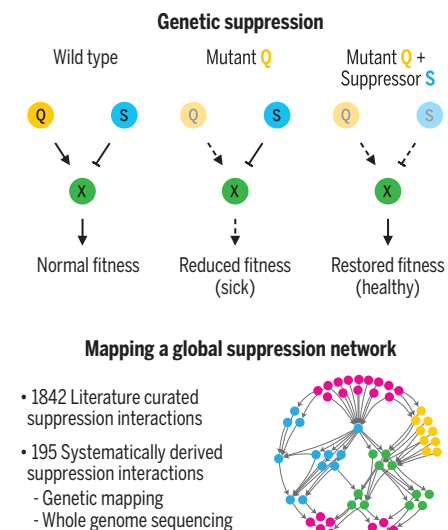 Genetic suppression
Wild type
Mutant Q
Mutant Q +
Suppressor S
Q
S
Q
S
Q
S
X
X
X
Normal fitness
Reduced fitness
(sick)
Restored fitness
(healthy)
Mapping a global suppression network
• 1842 Literature curated
suppression interactions
• 195 Systematically derived
suppression interactions
- Genetic mapping
- Whole genome sequencing